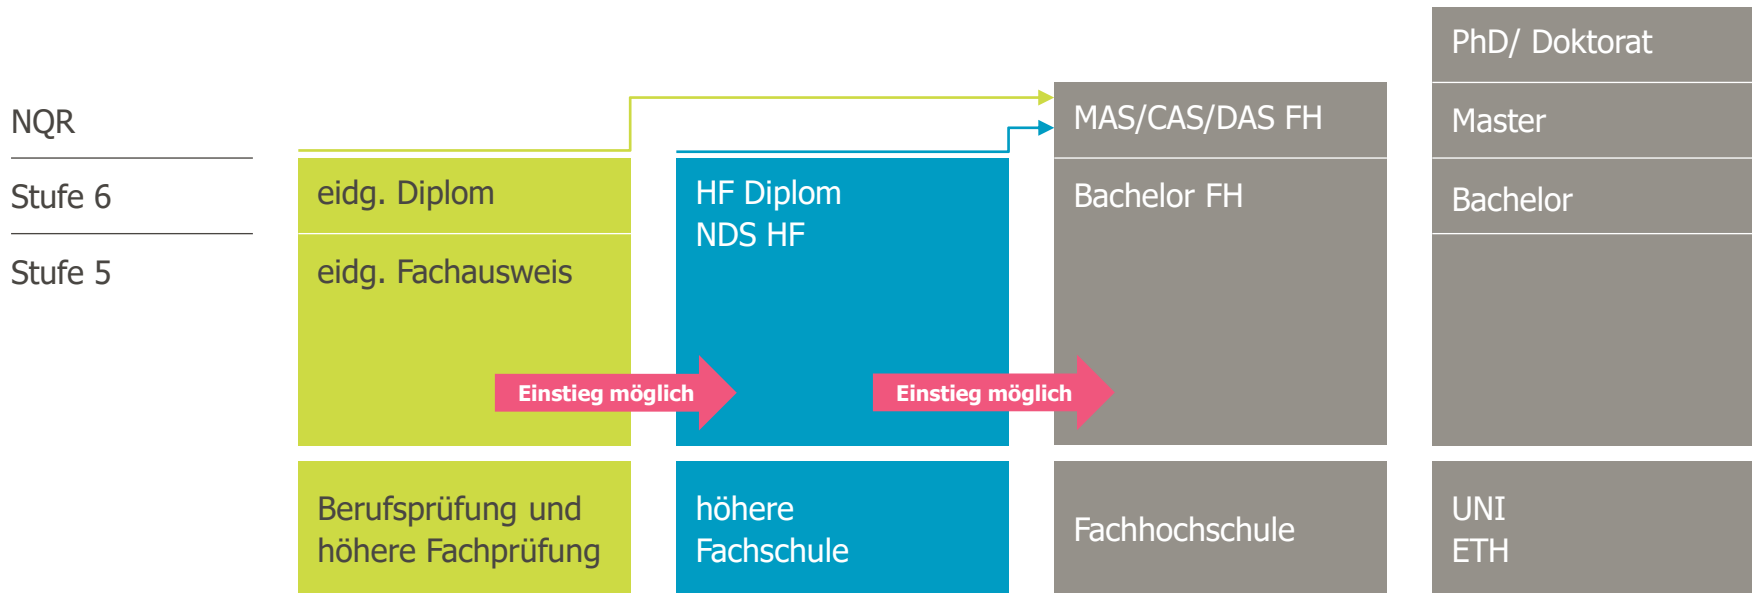 NQR
Stufe 6
Stufe 5
eidg. Diplom
eidg. Fachausweis
Einstieg möglich
Berufsprüfung und
höhere Fachprüfung
HF Diplom
NDS HF
Einstieg möglich
höhere
Fachschule
MAS/CAS/DAS FH
Bachelor FH
Fachhochschule
PhD/ Doktorat
Master
Bachelor
UNI
ETH